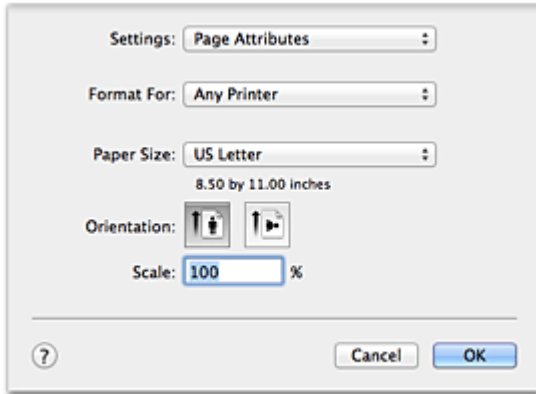 Settings: Page Attributes
Format For: Any Printer
Paper Size: US Letter
8.50 by 11.00 inches
Orientation:
Scale: 100 %
? Cancel OK